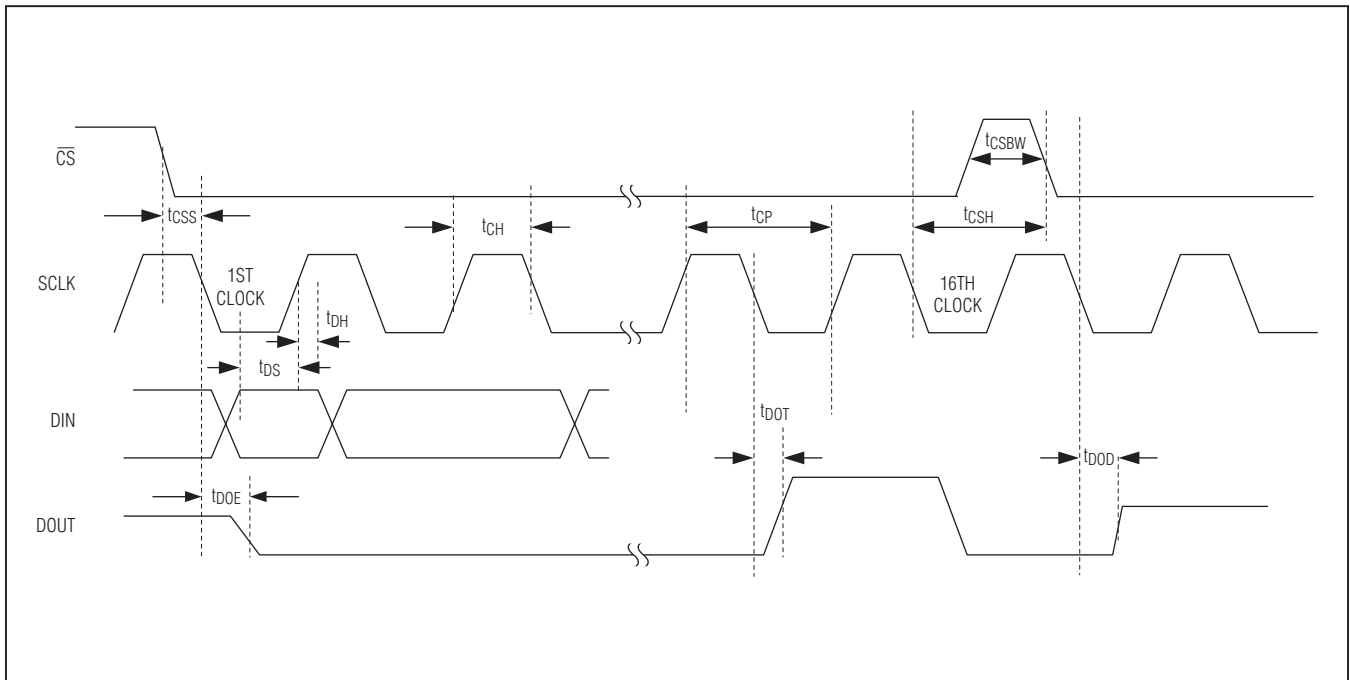 CS
tCSBW
tCSS
tCH
tCP
tCSH
SCLK
1ST
CLOCK
16TH
CLOCK
tDH
tDS
DIN
tDOT
tDOD
tDOE
DOUT